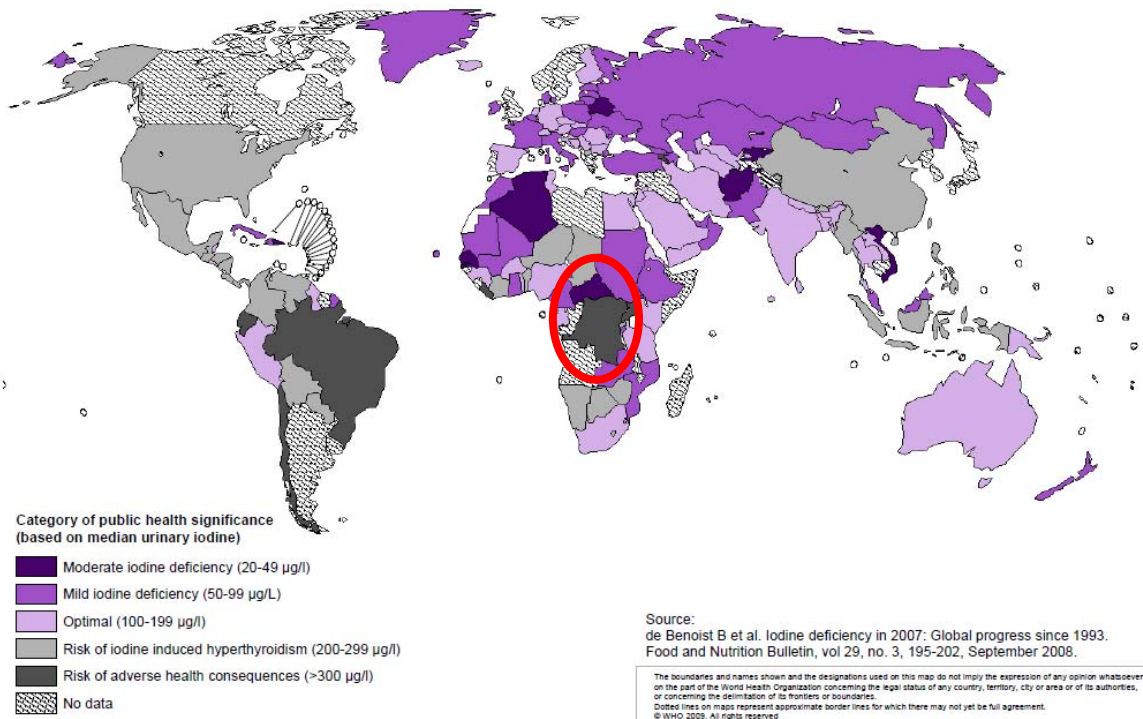 Category of public health significance
(based on median urinary iodine)
Moderate iodine deficiency (20-49 µg/l)
Mild iodine deficiency (50-99 µg/L)
Optimal (100-199 µg/l)
Risk of iodine induced hyperthyroidism (200-299 µg/l)
Risk of adverse health consequences (>300 µg/l)
No data
Source:
de Benoist B et al. Iodine deficiency in 2007: Global progress since 1993.
Food and Nutrition Bulletin, vol 29, no. 3, 195-202, September 2008.
The boundaries and names shown and the designations used on this map do not imply the expression of any opinion whatsoever
on the part of the World Health Organization concerning the legal status of any country, territory, city or area or of its authorities,
or concerning the delimitation of its frontiers or boundaries.
Dotted lines on maps represent approximate border lines for which there may not yet be full agreement.
© WHO 2009. All rights reserved